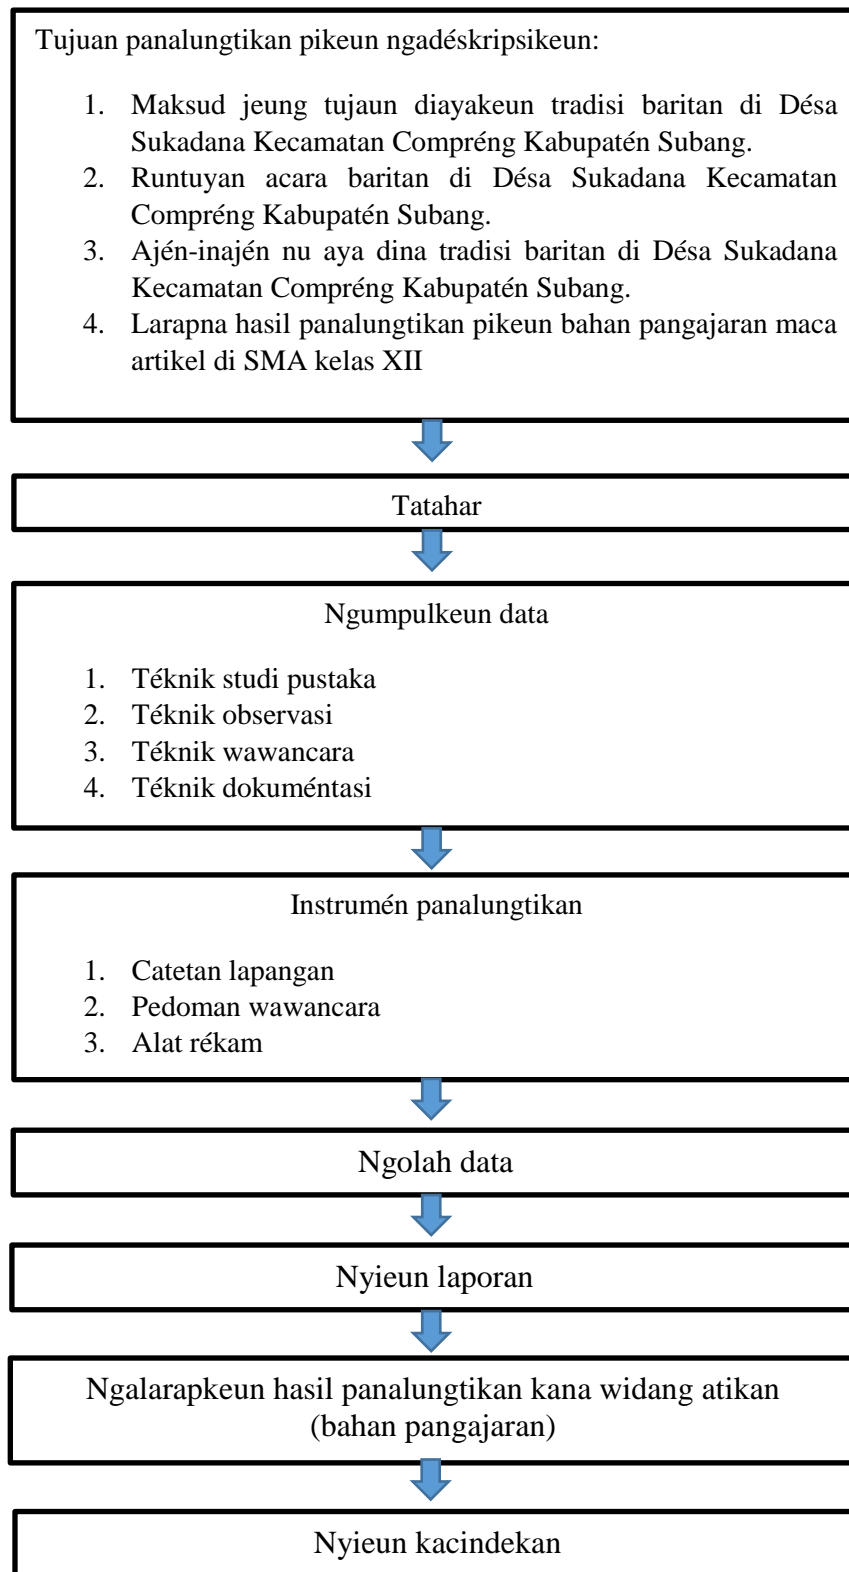 Tujuan panalungtikan pikeun ngadéskripsikeun:
1. Maksud jeung tujaun diayakeun tradisi baritan di Désa
Sukadana Kecamatan Compréng Kabupatén Subang.
2. Runtuyan acara baritan di Désa Sukadana Kecamatan
Compréng Kabupatén Subang.
3. Ajén-inajén nu aya dina tradisi baritan di Désa Sukadana
Kecamatan Compréng Kabupatén Subang.
4. Larapna hasil panalungtikan pikeun bahan pangajaran maca
artikel di SMA kelas XII
Tatahar
Ngumpulkeun data
1. Téknik studi pustaka
2. Téknik observasi
3. Téknik wawancara
4. Téknik dokuméntasi
Instrumén panalungtikan
1. Catetan lapangan
2. Pedoman wawancara
3. Alat rékam
Ngolah data
Nyieun laporan
Ngalarapkeun hasil panalungtikan kana widang atikan
(bahan pangajaran)
Nyieun kacindekan